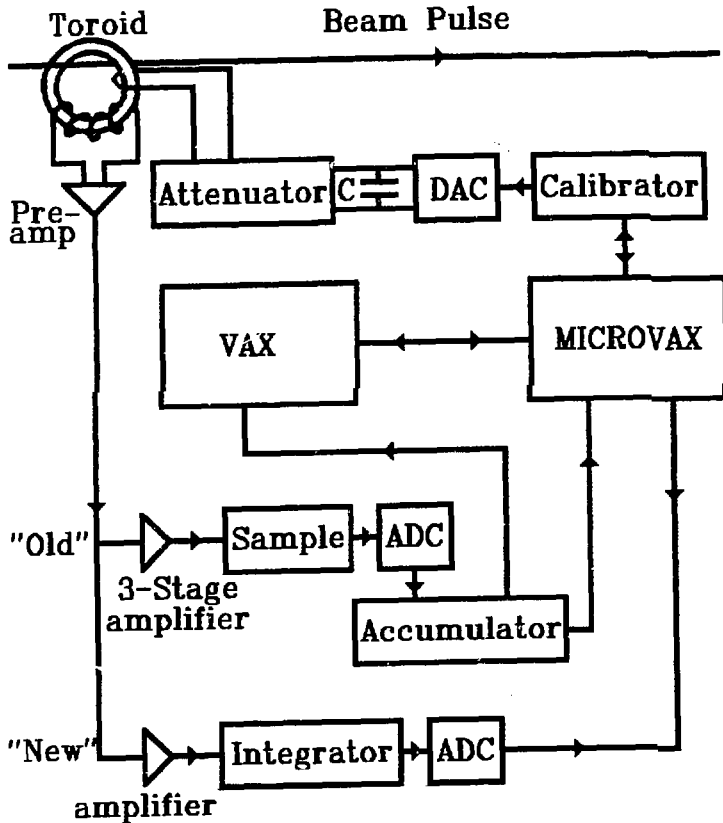 Toroid
Beam Pulse
Attenuator
C
DAC
Calibrator
Pre-
amp
VAX
MICROVAX
"Old"
Sample
ADC
3-Stage
amplifier
Accumulator
"New"
Integrator
ADC
amplifier